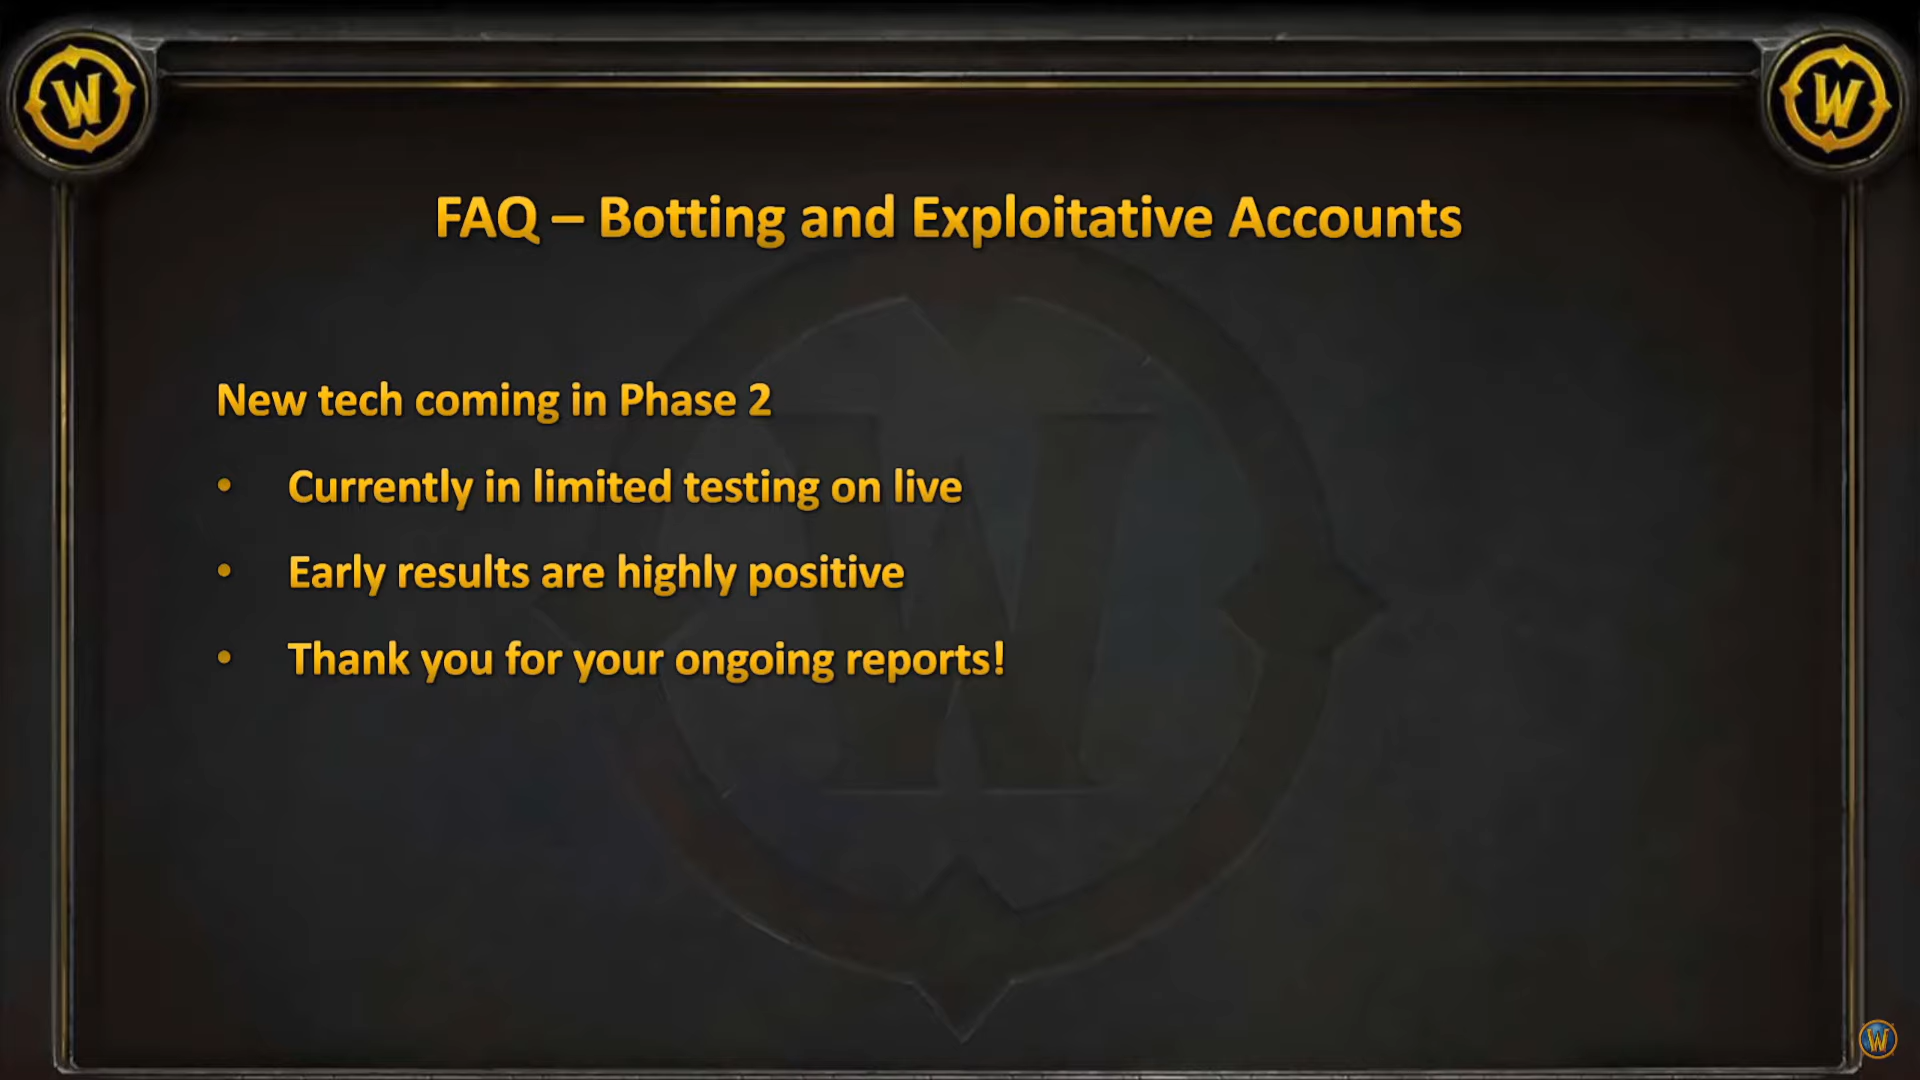 W W
FAQ – Botting and Exploitative Accounts
New tech coming in Phase 2
• Currently in limited testing on live
• Early results are highly positive
• Thank you for your ongoing reports!
W